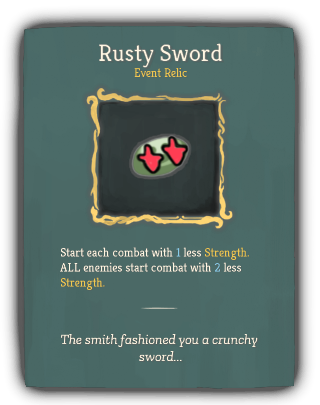 Rusty Sword
Event Relic
Start each combat with 1 less Strength.
ALL enemies start combat with 2 less
Strength.
The smith fashioned you a crunchy
sword...